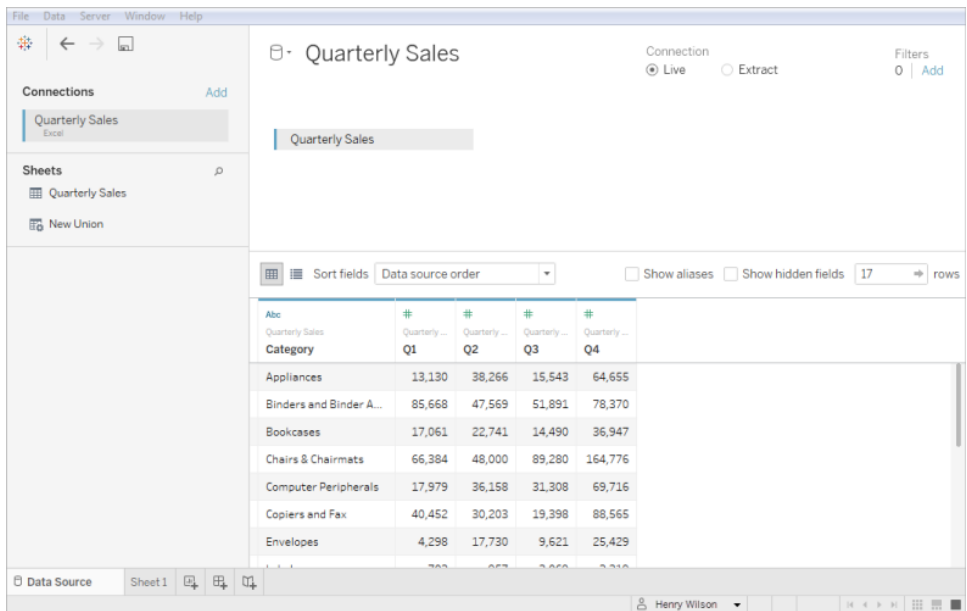 File Data Server Window Help
Connections Add
Quarterly Sales
Excel
Sheets
Quarterly Sales
New Union
Quarterly Sales
Connection
Live Extract
Filters
0 Add
Quarterly Sales
Sort fields Data source order
Show aliases Show hidden fields 17 rows
Abc # # # #
Quarterly Sales Quarterly ... Quarterly ... Quarterly ... Quarterly ...
Category Q1 Q2 Q3 Q4
Appliances 13,130 38,266 15,543 64,655
Binders and Binder A... 85,668 47,569 51,891 78,370
Bookcases 17,061 22,741 14,490 36,947
Chairs & Chairmats 66,384 48,000 89,280 164,776
Computer Peripherals 17,979 36,158 31,308 69,716
Copiers and Fax 40,452 30,203 19,398 88,565
Envelopes 4,298 17,730 9,621 25,429
Data Source Sheet 1
Henry Wilson